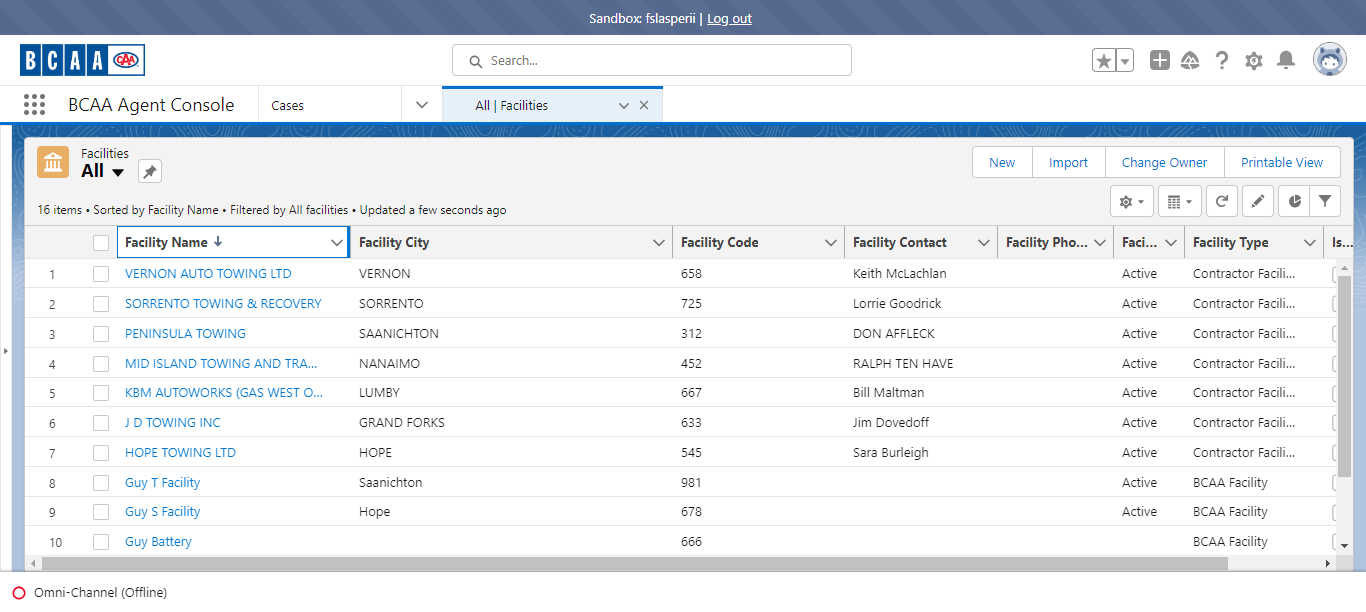 Sandbox: fslasperii | Log out
BCAA CAA
Search...
BCAA Agent Console Cases All | Facilities
Facilities
All
New Import Change Owner Printable View
16 items • Sorted by Facility Name • Filtered by All facilities • Updated a few seconds ago
Facility Name Facility City Facility Code Facility Contact Facility Pho... Faci... Facility Type Is...
1 VERNON AUTO TOWING LTD VERNON 658 Keith McLachlan Active Contractor Facili...
2 SORRENTO TOWING & RECOVERY SORRENTO 725 Lorrie Goodrick Active Contractor Facili...
3 PENINSULA TOWING SAANICHTON 312 DON AFFLECK Active Contractor Facili...
4 MID ISLAND TOWING AND TRA... NANAIMO 452 RALPH TEN HAVE Active Contractor Facili...
5 KBM AUTOWORKS (GAS WEST O... LUMBY 667 Bill Maltman Active Contractor Facili...
6 J D TOWING INC GRAND FORKS 633 Jim Dovedoff Active Contractor Facili...
7 HOPE TOWING LTD HOPE 545 Sara Burleigh Active Contractor Facili...
8 Guy T Facility Saanichton 981 Active BCAA Facility
9 Guy S Facility Hope 678 Active BCAA Facility
10 Guy Battery 666 BCAA Facility
Omni-Channel (Offline)